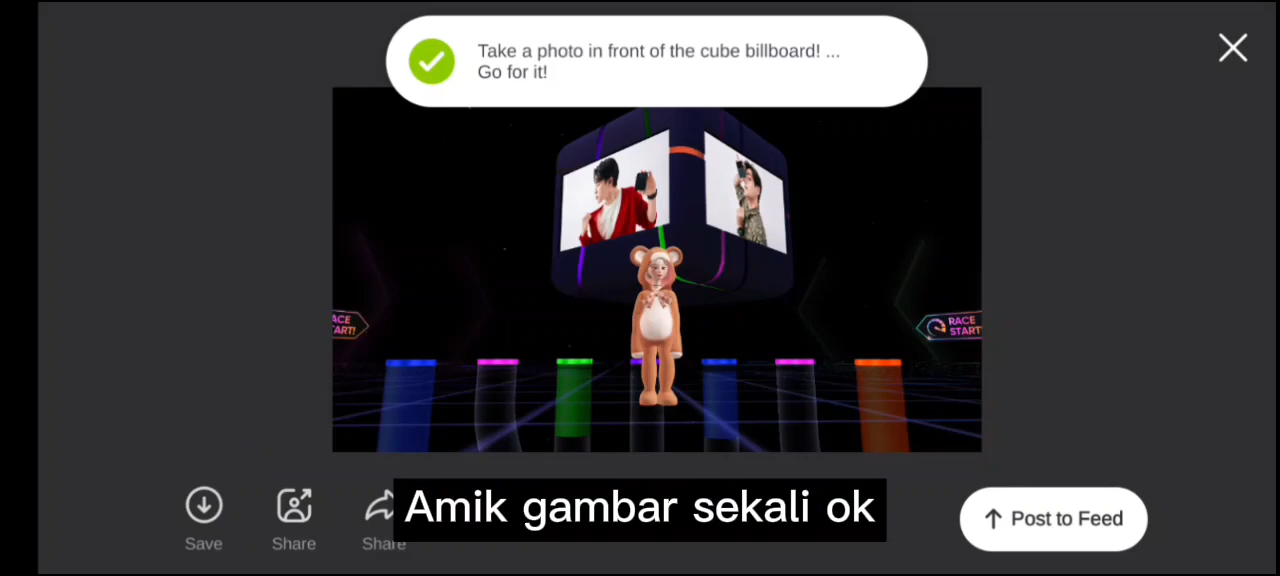 Take a photo in front of the cube billboard! ...
Go for it!
ACE
ART!
RACE
START!
Save
Share
Share
Amik gambar sekali ok
Post to Feed